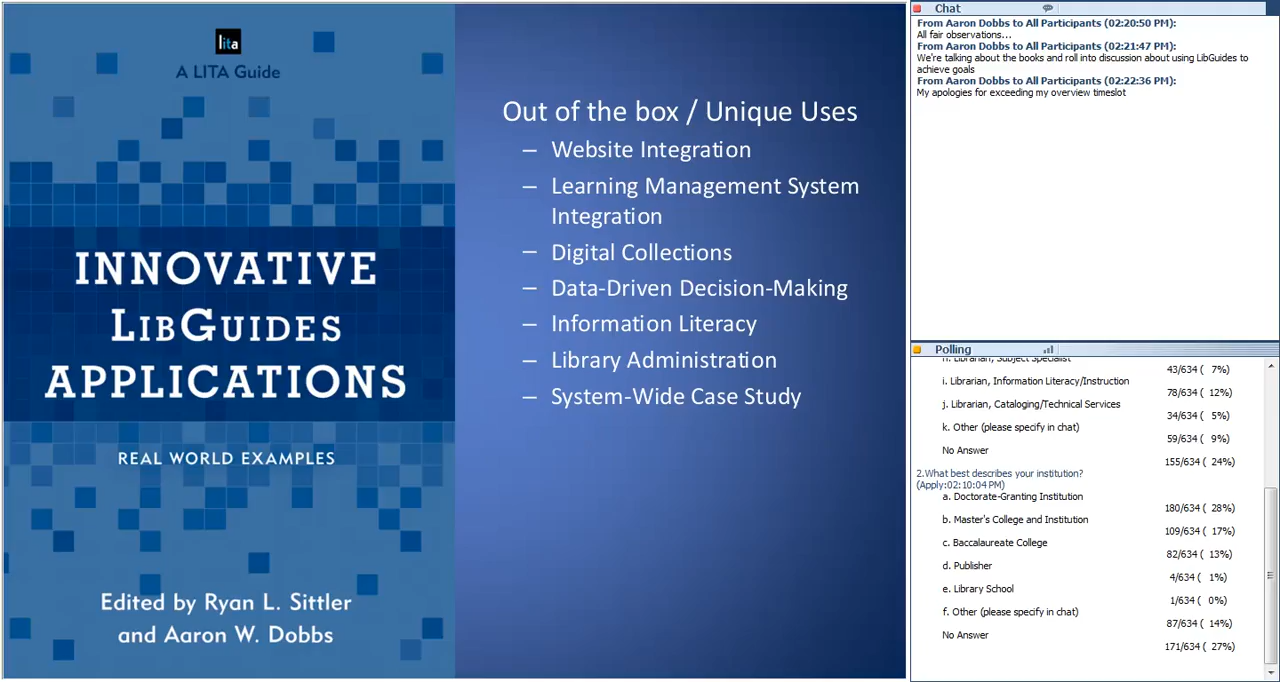 lita
A LITA Guide
INNOVATIVE
LIBGUIDES
APPLICATIONS
REAL WORLD EXAMPLES
Edited by Ryan L. Sittler
and Aaron W. Dobbs
Out of the box / Unique Uses
– Website Integration
– Learning Management System
Integration
– Digital Collections
– Data-Driven Decision-Making
– Information Literacy
– Library Administration
– System-Wide Case Study
Chat
From Aaron Dobbs to All Participants (02:20:50 PM):
All fair observations...
From Aaron Dobbs to All Participants (02:21:47 PM):
We're talking about the books and roll into discussion about using LibGuides to
achieve goals
From Aaron Dobbs to All Participants (02:22:36 PM):
My apologies for exceeding my overview timeslot
Polling
h. Librarian, Subject Specialist
43/634 ( 7%)
i. Librarian, Information Literacy/Instruction
78/634 ( 12%)
j. Librarian, Cataloging/Technical Services
34/634 ( 5%)
k. Other (please specify in chat)
59/634 ( 9%)
No Answer
155/634 ( 24%)
2.What best describes your institution?
(Apply:02:10:04 PM)
a. Doctorate-Granting Institution
180/634 ( 28%)
b. Master's College and Institution
109/634 ( 17%)
c. Baccalaureate College
82/634 ( 13%)
d. Publisher
4/634 ( 1%)
e. Library School
1/634 ( 0%)
f. Other (please specify in chat)
87/634 ( 14%)
No Answer
171/634 ( 27%)